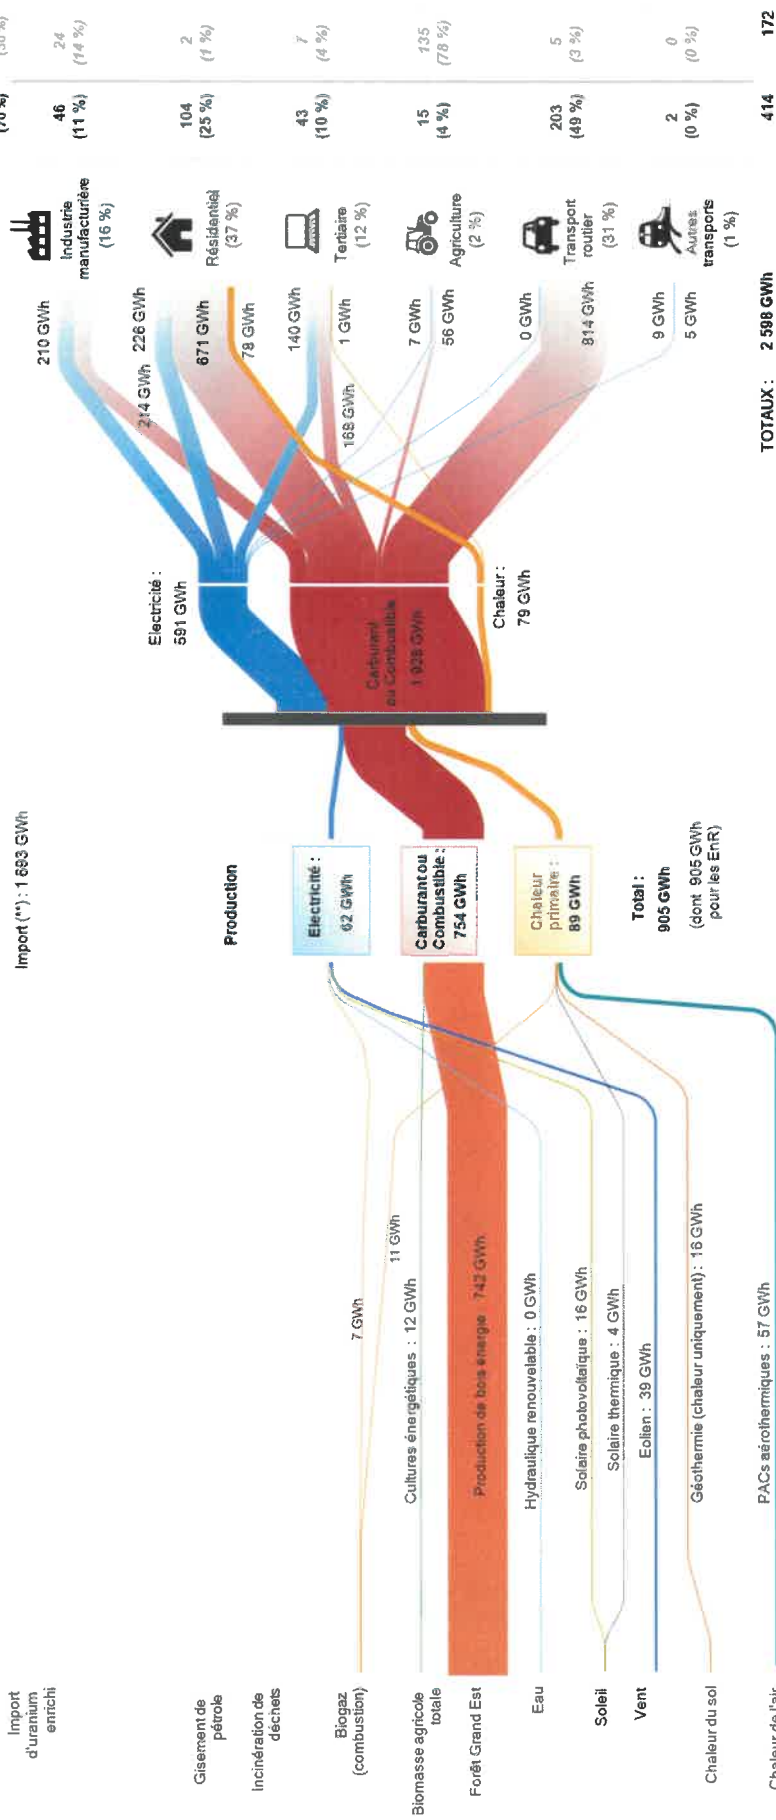 Import
d'uranium
enrichi
Gisement de
pétrole
Incinération de
déchets
Biogaz
(combustion)
Biomasse agricole
totale
Forêt Grand Est
Eau
Soleil
Vent
Chaleur du sol
Chaleur de l'air
7 GWh
11 GWh
Cultures énergétiques : 12 GWh
Production de bois énergie : 742 GWh
Hydraulique renouvelable : 0 GWh
Solaire photovoltaïque : 16 GWh
Solaire thermique : 4 GWh
Eolien : 39 GWh
Géothermie (chaleur uniquement) : 16 GWh
PACs aérothermiques : 57 GWh
Import (**) : 1 693 GWh
Production
Electricité :
62 GWh
Carburant ou
Combustible :
754 GWh
Chaleur
primaire :
89 GWh
Total :
905 GWh
(dont 905 GWh
pour les EnR)
Electricité :
591 GWh
Carburant
ou Combustible
1 928 GWh
Chaleur :
79 GWh
210 GWh
214 GWh
226 GWh
671 GWh
78 GWh
140 GWh
168 GWh
1 GWh
7 GWh
56 GWh
0 GWh
814 GWh
9 GWh
5 GWh
TOTAUX : 2 598 GWh
Industrie
manufacturière
(16 %)
Résidentiel
(37 %)
Tertiaire
(12 %)
Agriculture
(2 %)
Transport
routier
(31 %)
Autres
transports
(1 %)
46
(11 %)
104
(25 %)
43
(10 %)
15
(4 %)
203
(49 %)
2
(0 %)
414
24
(14 %)
2
(1 %)
7
(4 %)
135
(78 %)
5
(3 %)
0
(0 %)
172